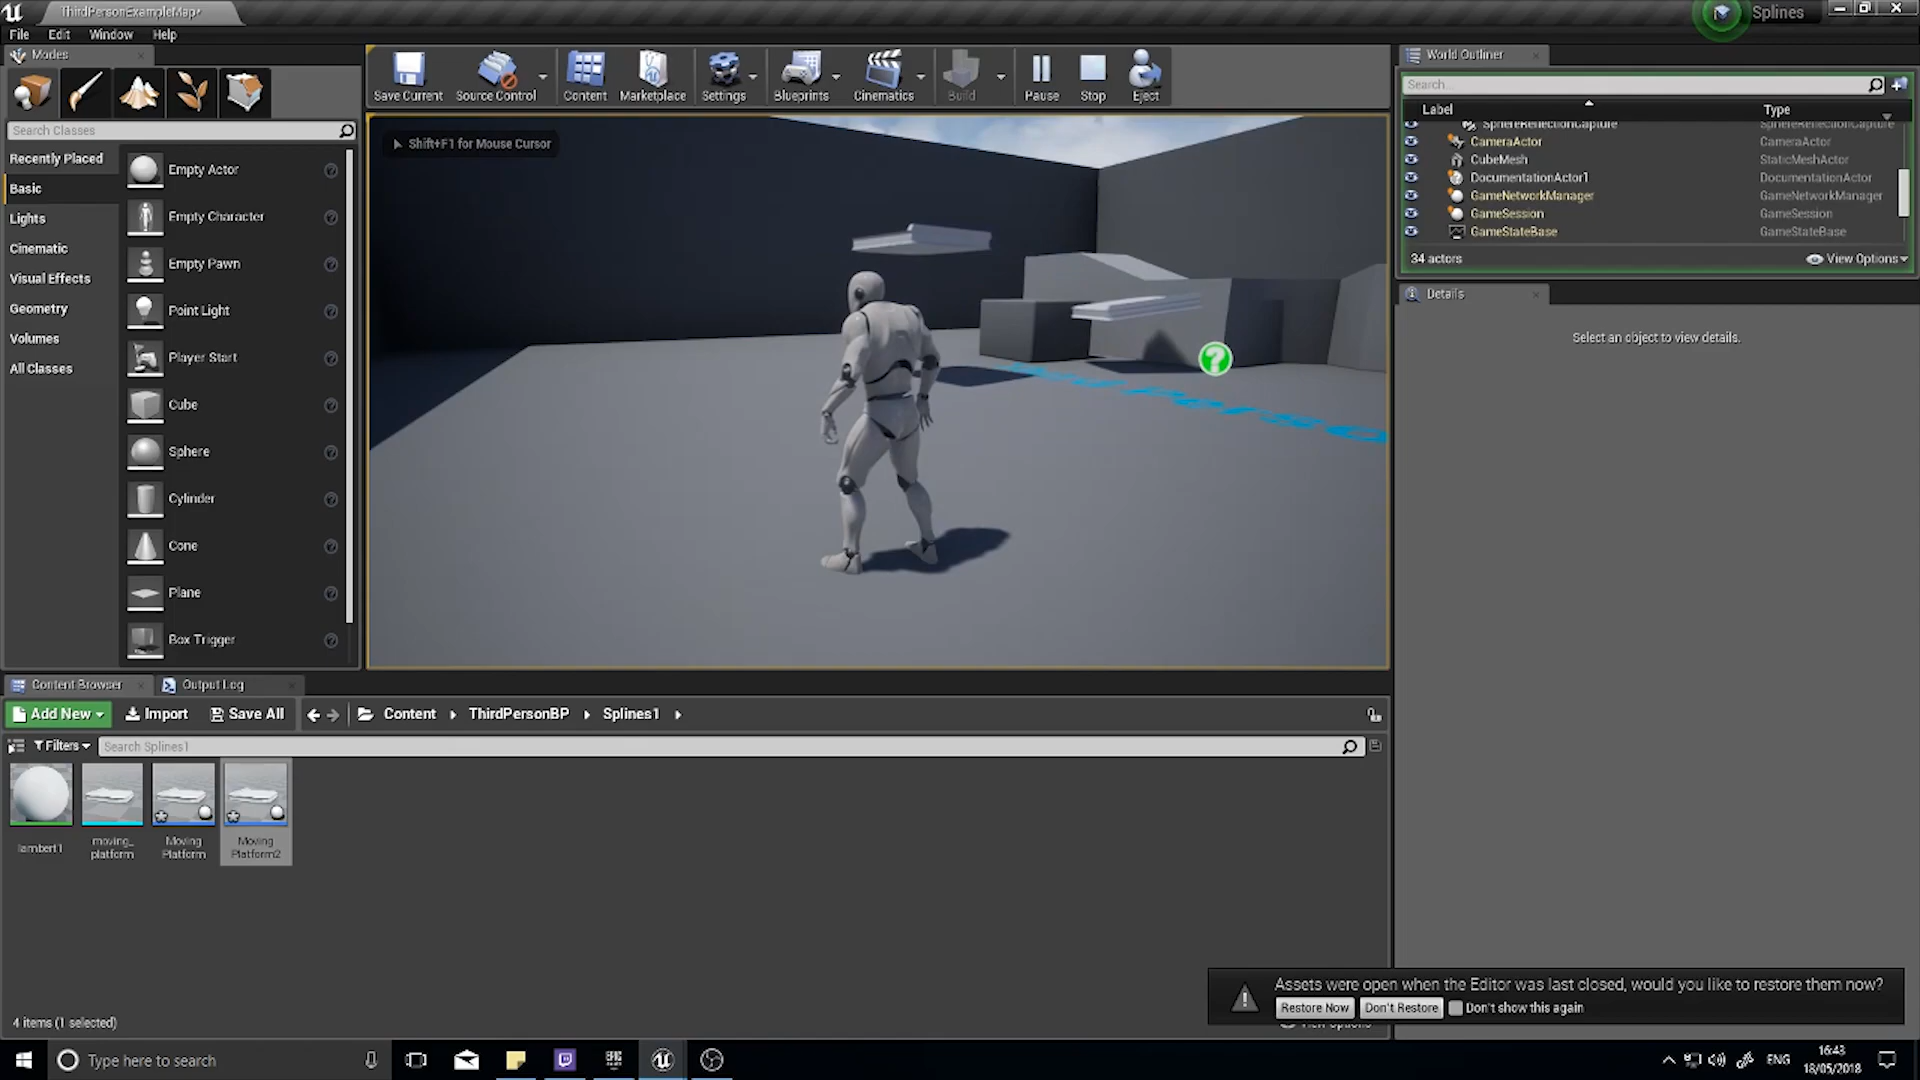 ThirdPersonExampleMap*
Splines
File Edit Window Help
Modes
Search Classes
Recently Placed
Basic
Lights
Cinematic
Visual Effects
Geometry
Volumes
All Classes
Empty Actor
Empty Character
Empty Pawn
Point Light
Player Start
Cube
Sphere
Cylinder
Cone
Plane
Box Trigger
Save Current Source Control Content Marketplace Settings Blueprints Cinematics Build Pause Stop Eject
Shift+F1 for Mouse Cursor
World Outliner
Search...
Label Type
SphereReflectionCapture SphereReflectionCapture
CameraActor CameraActor
CubeMesh StaticMeshActor
DocumentationActor1 DocumentationActor
GameNetworkManager GameNetworkManager
GameSession GameSession
GameStateBase GameStateBase
34 actors View Options
Details
Select an object to view details.
Content Browser Output Log
Add New Import Save All Content ThirdPersonBP Splines1
Filters Search Splines1
lambert1
moving_
platform
Moving
Platform
Moving
Platform2
4 items (1 selected)
View Options
Assets were open when the Editor was last closed, would you like to restore them now?
Restore Now Don't Restore Don't show this again
Type here to search
EPIC
ENG
16:43
18/05/2018